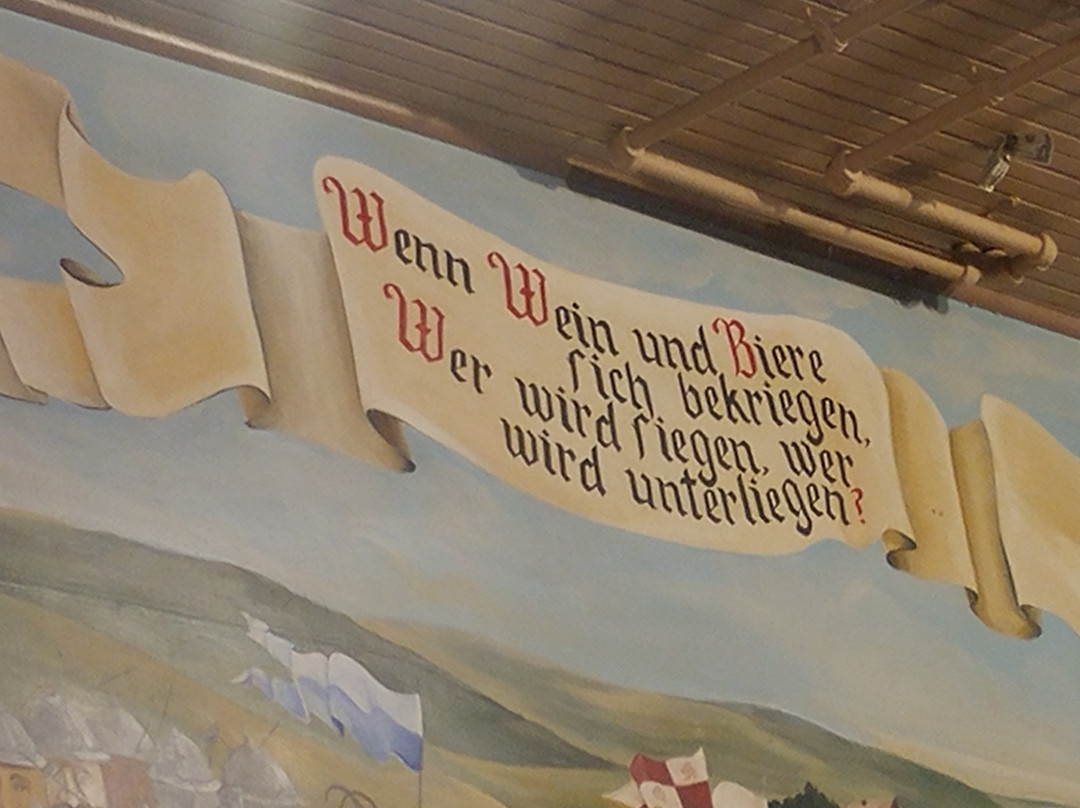 Wenn Wein und Biere
ſich bekriegen,
Wer wird ſiegen, wer
wird unterliegen?